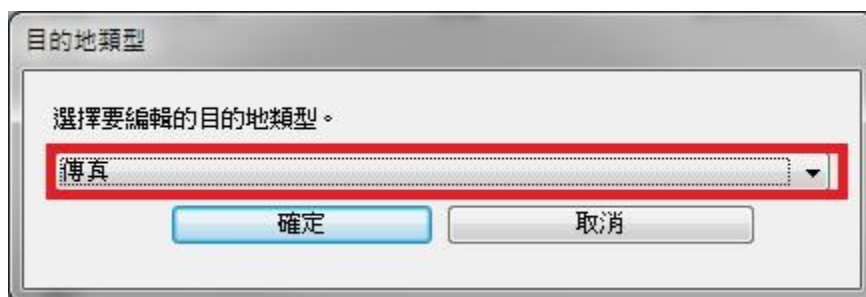 目的地類型
選擇要編輯的目的地類型。
傳真
確定 取消